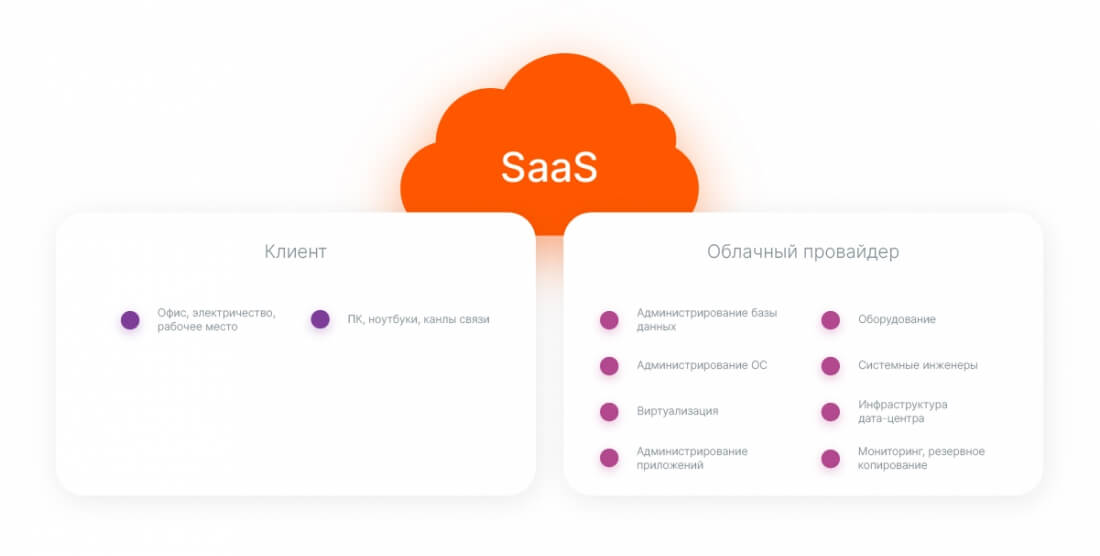 SaaS
Клиент
Офис, электричество,
рабочее место
ПК, ноутбуки, канлы связи
Облачный провайдер
Администрирование базы
данных
Оборудование
Администрирование ОС
Системные инженеры
Виртуализация
Инфраструктура
дата-центра
Администрирование
приложений
Мониторинг, резервное
копирование